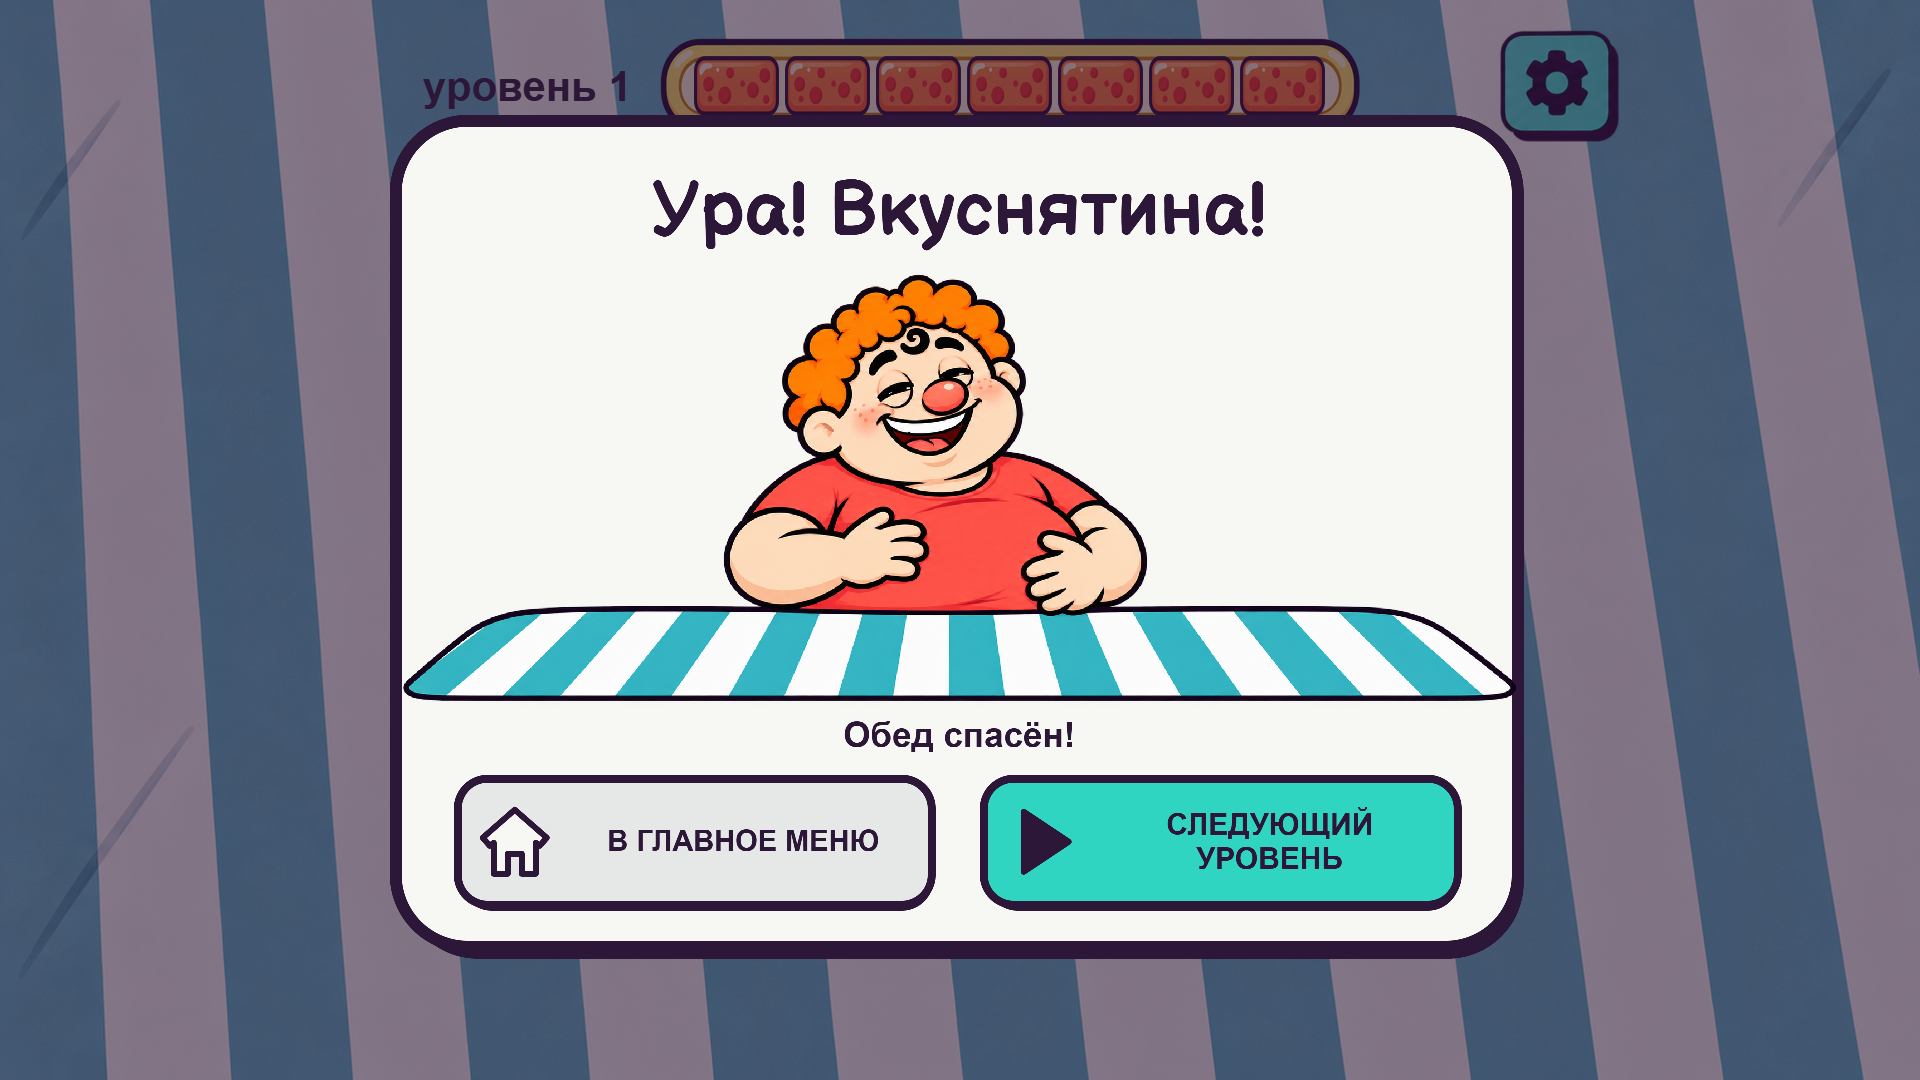 уровень 1
Ура! Вкуснятина!
Обед спасён!
В ГЛАВНОЕ МЕНЮ
СЛЕДУЮЩИЙ
УРОВЕНЬ